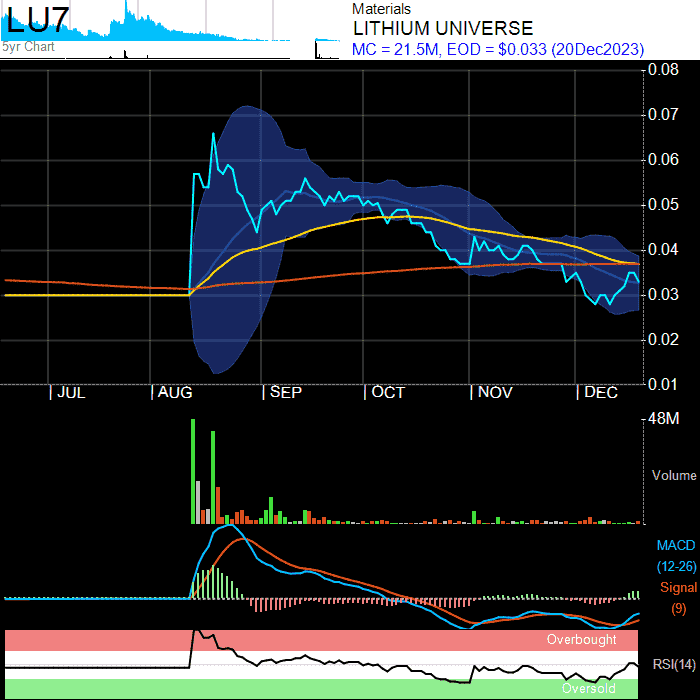 LU7
5yr Chart
Materials
LITHIUM UNIVERSE
MC = 21.5M, EOD = $0.033 (20Dec2023)
0.08
0.07
0.06
0.05
0.04
0.03
0.02
0.01
JUL AUG SEP OCT NOV DEC
48M
Volume
MACD
(12-26)
Signal
(9)
Overbought
RSI(14)
Oversold